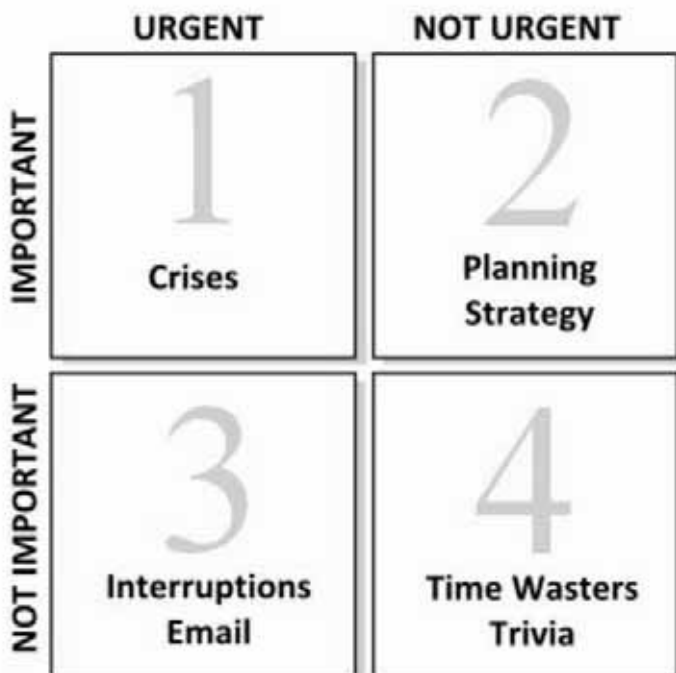 URGENT
NOT URGENT
IMPORTANT
1
Crises
2
Planning
Strategy
NOT IMPORTANT
3
Interruptions
Email
4
Time Wasters
Trivia